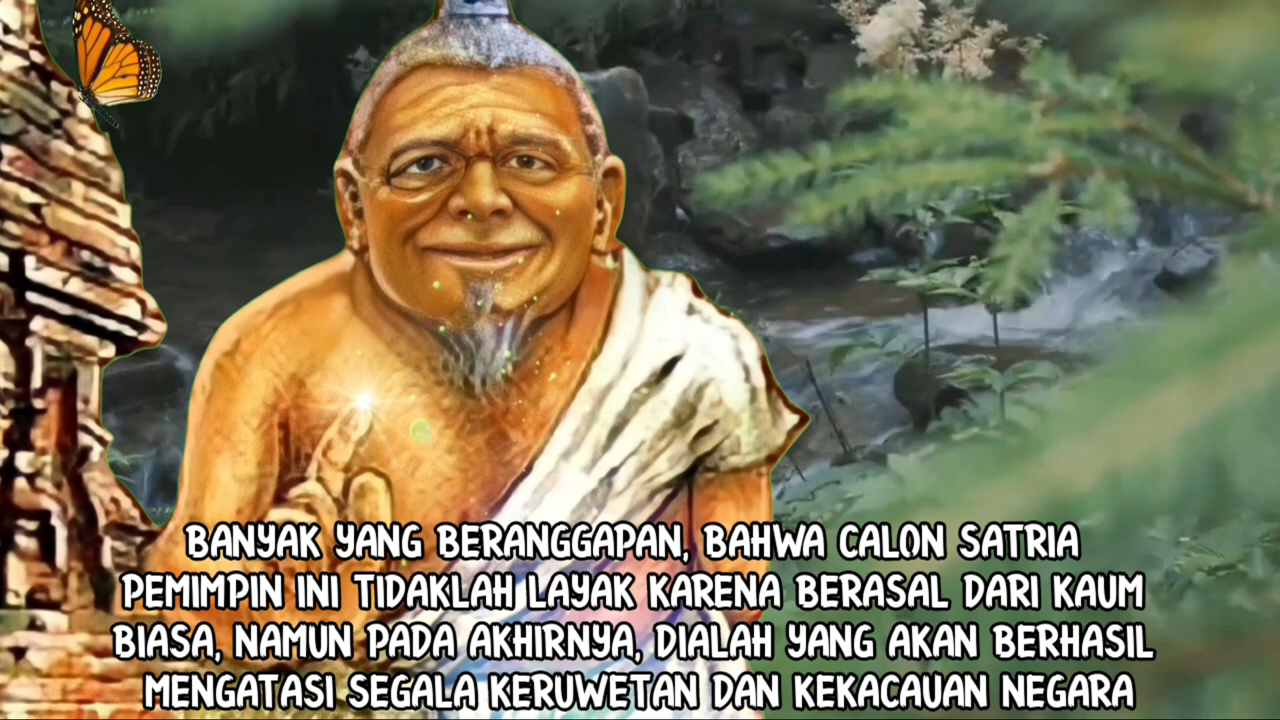 BANYAK YANG BERANGGAPAN, BAHWA CALON SATRIA
PEMIMPIN INI TIDAKLAH LAYAK KARENA BERASAL DARI KAUM
BIASA, NAMUN PADA AKHIRNYA, DIALAH YANG AKAN BERHASIL
MENGATASI SEGALA KERUWETAN DAN KEKACAUAN NEGARA